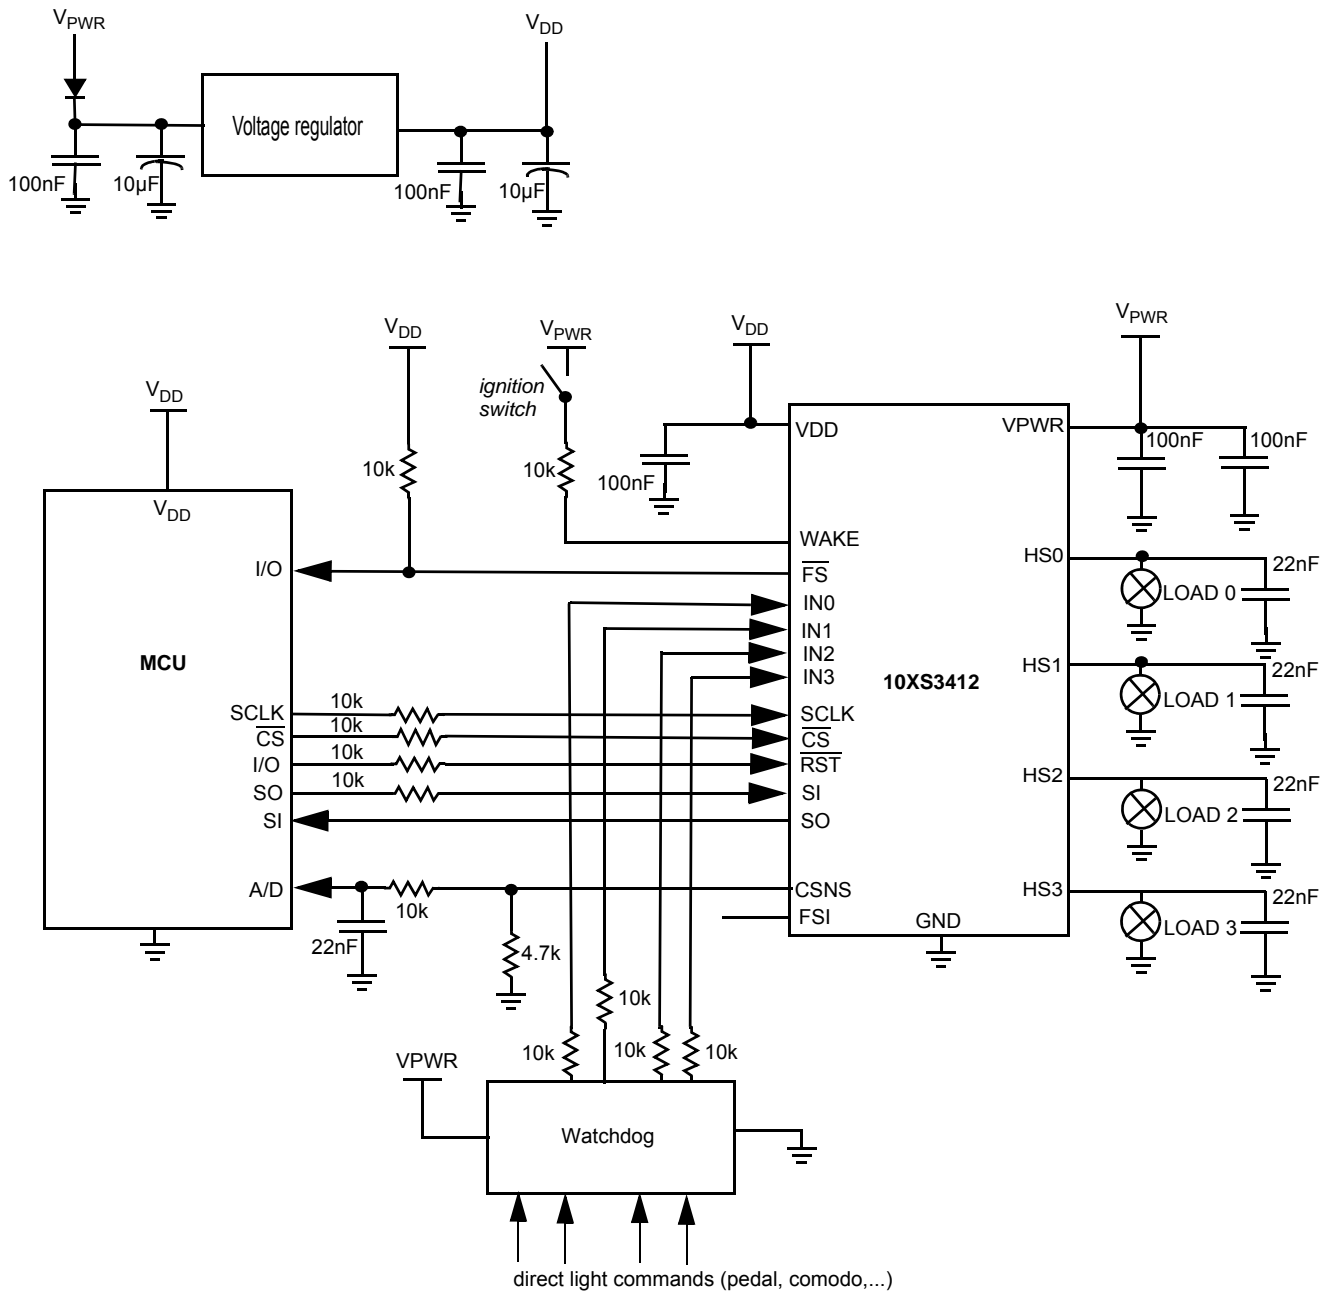 VPWR
VDD
Voltage regulator
100nF
10µF
100nF
10µF
VDD
VPWR
VDD
VPWR
ignition
switch
VDD
10k
10k
100nF
VDD
VPWR
100nF
100nF
VDD
WAKE
I/O
FS
HS0
22nF
LOAD 0
IN0
IN1
IN2
IN3
MCU
10XS3412
HS1
22nF
LOAD 1
SCLK
10k
SCLK
CS
10k
CS
I/O
10k
RST
SO
10k
SI
SI
SO
HS2
22nF
LOAD 2
A/D
10k
CSNS
FSI
GND
HS3
22nF
LOAD 3
22nF
4.7k
10k
10k
10k
10k
VPWR
Watchdog
direct light commands (pedal, comodo,...)